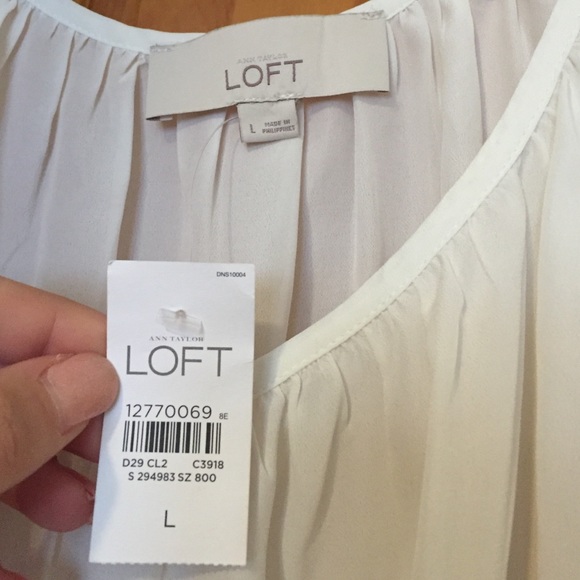 ANN TAYLOR
LOFT
L
MADE IN
PHILIPPINES
DNS10004
ANN TAYLOR
LOFT
12770069 8E
D29 CL2 C3918
S 294983 SZ 800
L